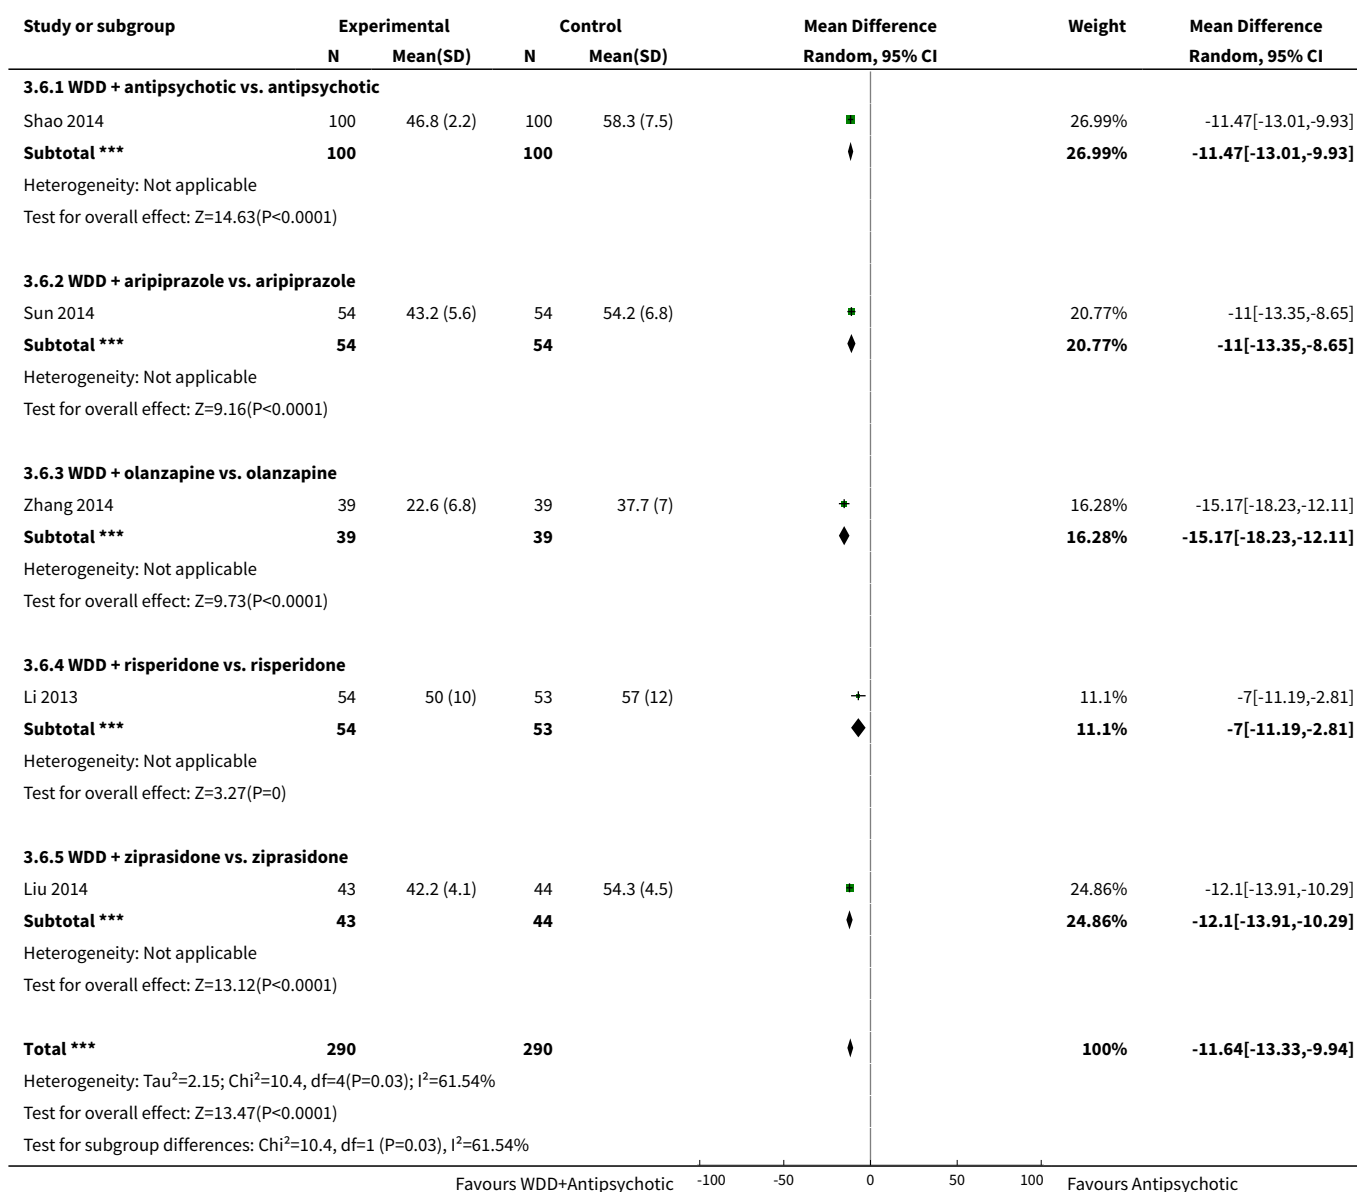 Study or subgroup Experimental Control Mean Difference Weight Mean Difference
N Mean(SD) N Mean(SD) Random, 95% CI Random, 95% CI
3.6.1 WDD + antipsychotic vs. antipsychotic
Shao 2014 100 46.8 (2.2) 100 58.3 (7.5) 26.99% -11.47[-13.01,-9.93]
Subtotal *** 100 100 26.99% -11.47[-13.01,-9.93]
Heterogeneity: Not applicable
Test for overall effect: Z=14.63(P<0.0001)
3.6.2 WDD + aripiprazole vs. aripiprazole
Sun 2014 54 43.2 (5.6) 54 54.2 (6.8) 20.77% -11[-13.35,-8.65]
Subtotal *** 54 54 20.77% -11[-13.35,-8.65]
Heterogeneity: Not applicable
Test for overall effect: Z=9.16(P<0.0001)
3.6.3 WDD + olanzapine vs. olanzapine
Zhang 2014 39 22.6 (6.8) 39 37.7 (7) 16.28% -15.17[-18.23,-12.11]
Subtotal *** 39 39 16.28% -15.17[-18.23,-12.11]
Heterogeneity: Not applicable
Test for overall effect: Z=9.73(P<0.0001)
3.6.4 WDD + risperidone vs. risperidone
Li 2013 54 50 (10) 53 57 (12) 11.1% -7[-11.19,-2.81]
Subtotal *** 54 53 11.1% -7[-11.19,-2.81]
Heterogeneity: Not applicable
Test for overall effect: Z=3.27(P=0)
3.6.5 WDD + ziprasidone vs. ziprasidone
Liu 2014 43 42.2 (4.1) 44 54.3 (4.5) 24.86% -12.1[-13.91,-10.29]
Subtotal *** 43 44 24.86% -12.1[-13.91,-10.29]
Heterogeneity: Not applicable
Test for overall effect: Z=13.12(P<0.0001)
Total *** 290 290 100% -11.64[-13.33,-9.94]
Heterogeneity: Tau²=2.15; Chi²=10.4, df=4(P=0.03); I²=61.54%
Test for overall effect: Z=13.47(P<0.0001)
Test for subgroup differences: Chi²=10.4, df=1 (P=0.03), I²=61.54%
Favours WDD+Antipsychotic -100 -50 0 50 100 Favours Antipsychotic